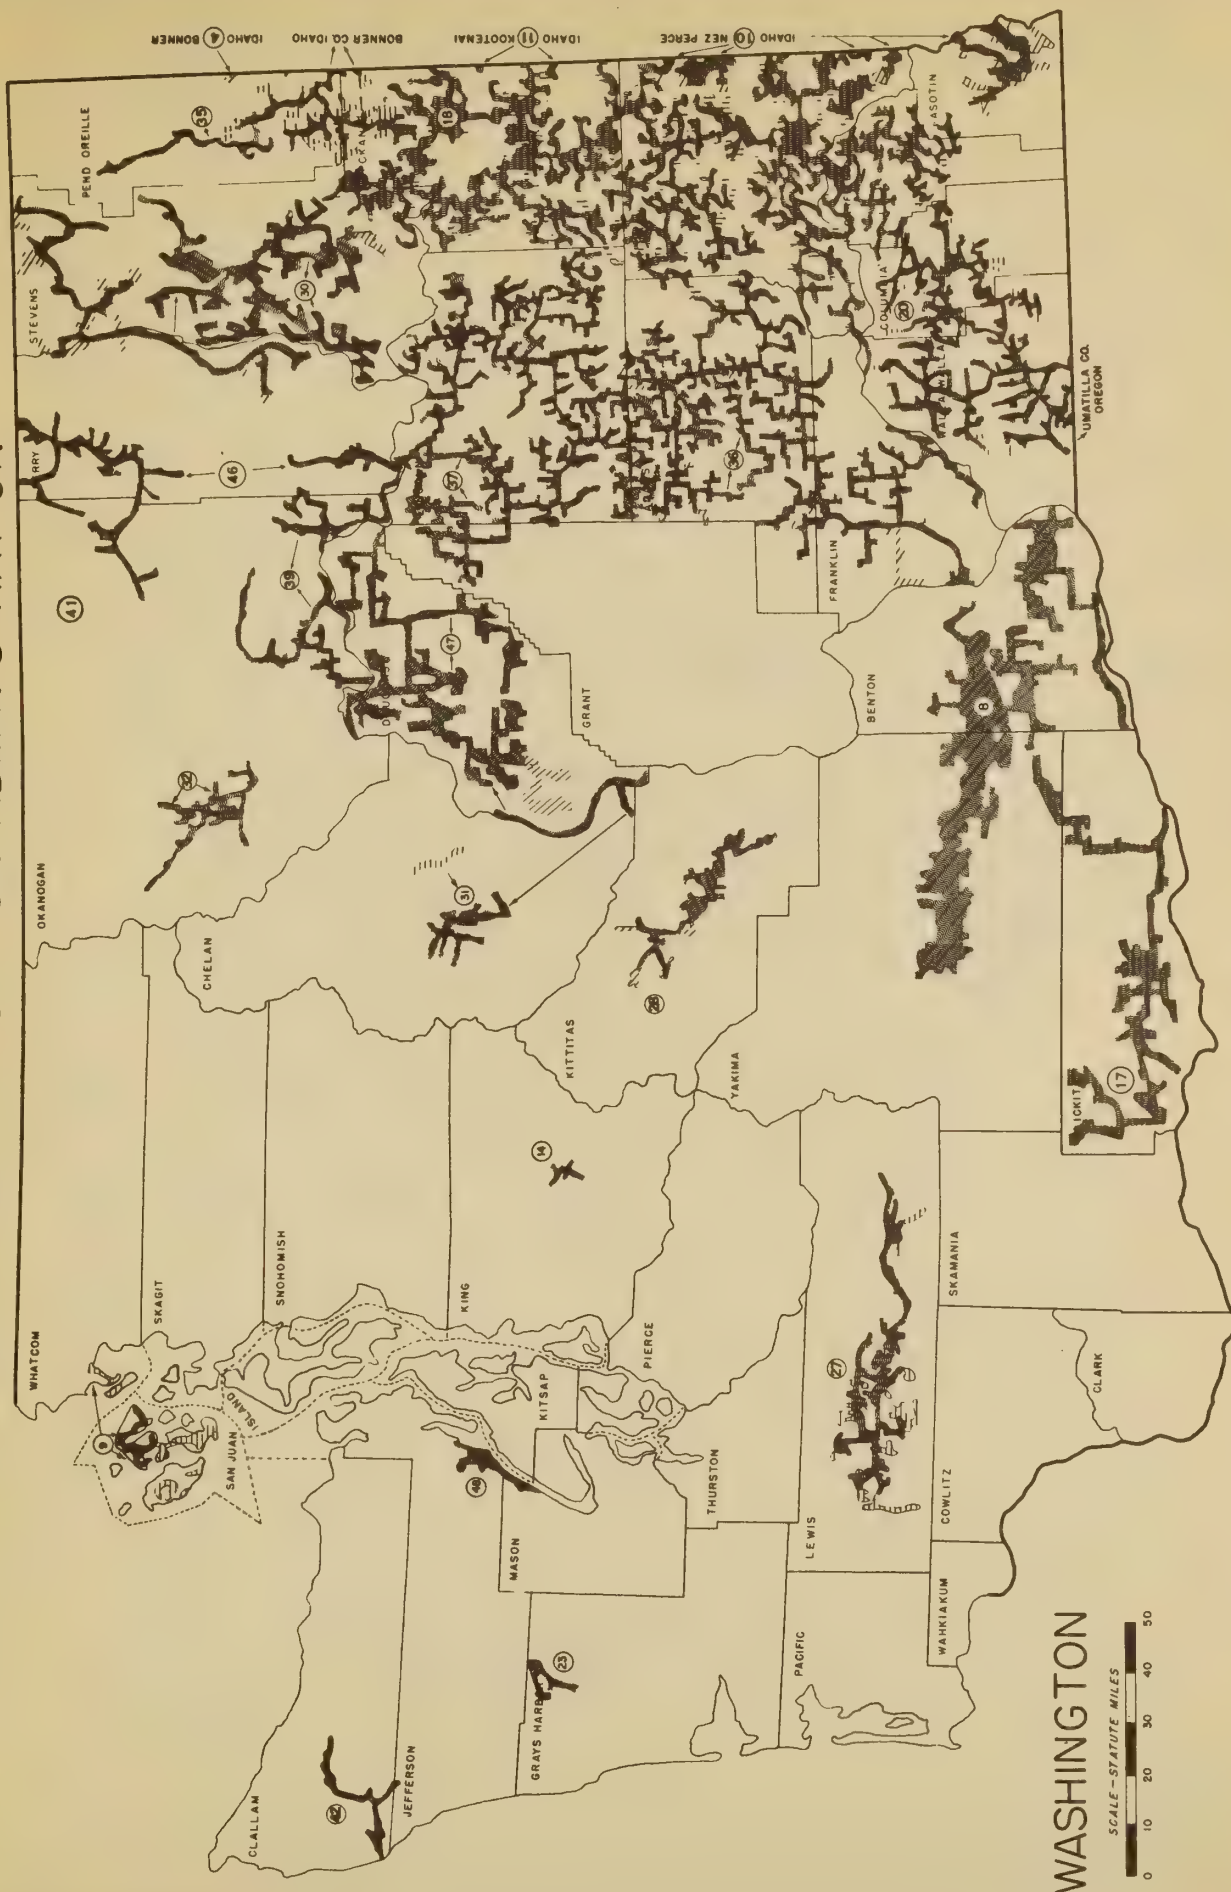 WHATCOM
SKAGIT
SNOHOMISH
SAN JUAN
ISLAND
OKANOGAN
CHELAN
KING
KITSAP
PIERCE
CLALLAM
JEFFERSON
MASON
GRAYS HARBOR
THURSTON
LEWIS
PACIFIC
WAHKIAKUM
COWLITZ
SKAMANIA
CLARK
KITTITAS
YAKIMA
GRANT
BENTON
FRANKLIN
STEVENS
PEND OREILLE
COLUMBIA
WALLA WALLA
42
23
48
27
14
28
31
32
41
46
39
47
37
36
30
35
18
20
8
17
IDAHO 4 BONNER
BONNER CO. IDAHO
IDAHO 11 KOOTENAI
IDAHO 10 NEZ PERCE
UMATILLA CO.
OREGON
WASHINGTON
SCALE-STATUTE MILES
0 10 20 30 40 50